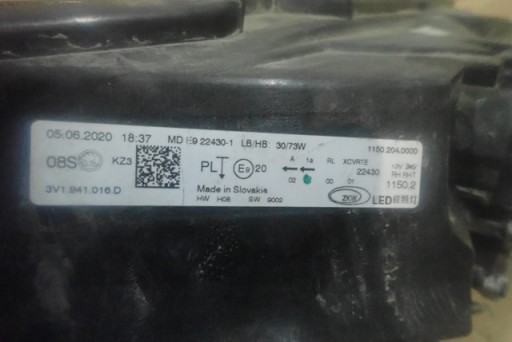 05.06.2020 18:37 MD E9 22430-1 LB/HB: 30/73W 1150.204.0000
08S KZ3 PL E9 20 A 1a RL XCVRTE 12V
02 00 01 22430 RH RHT
3V1.941.016.D Made in Slovakia 1150.2
HW H08 SW 9002 ZKW LED